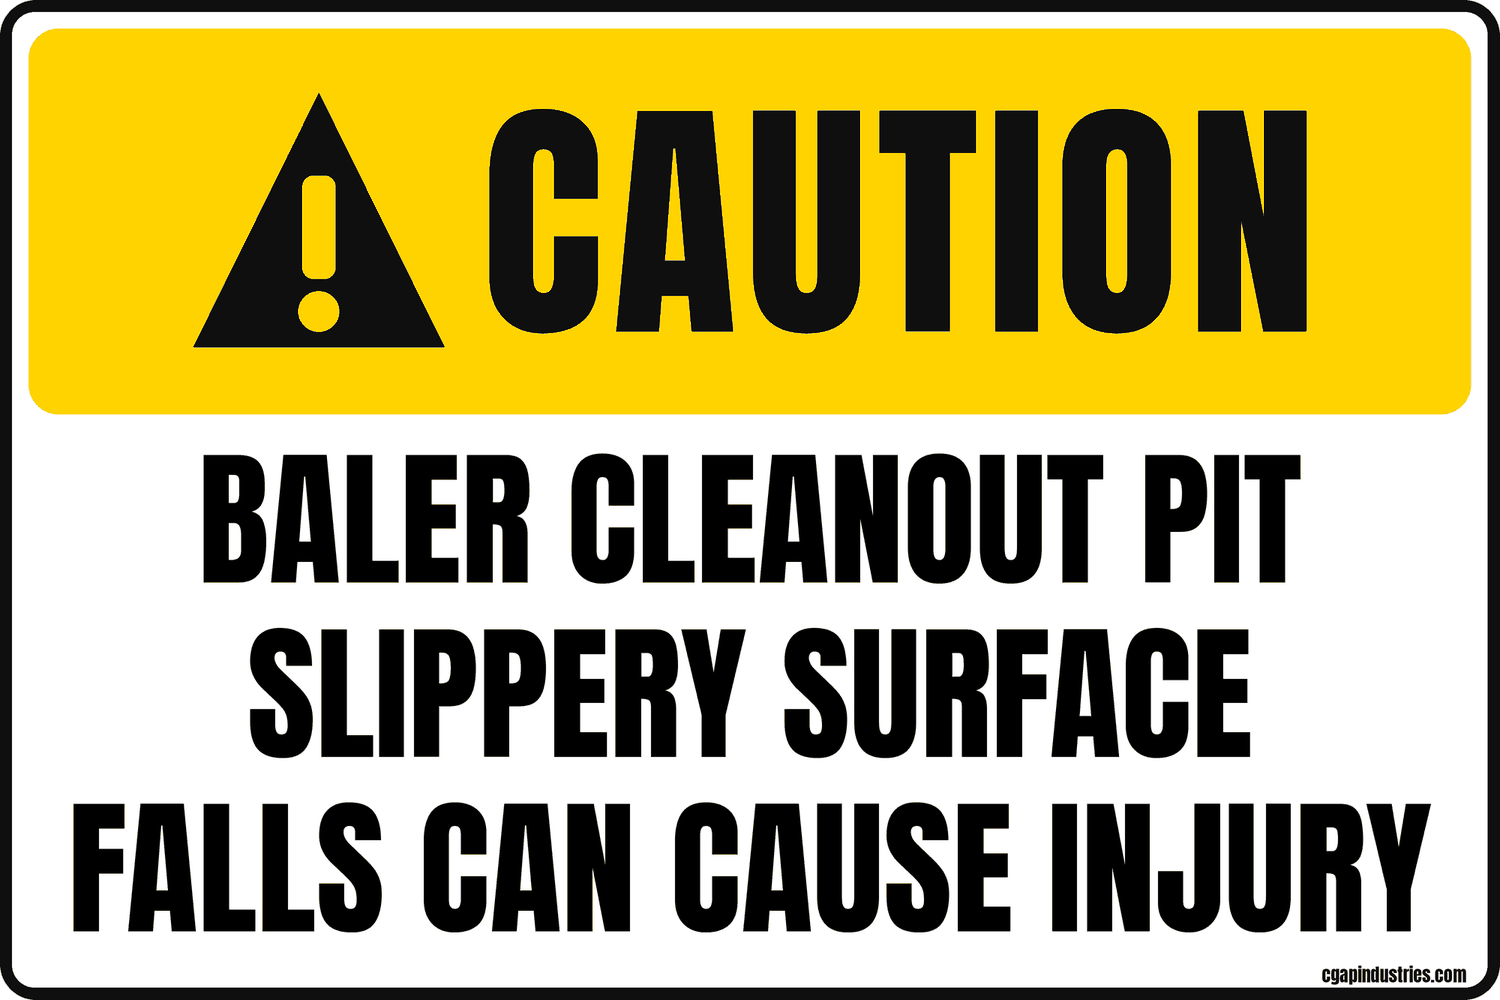 CAUTION
BALER CLEANOUT PIT
SLIPPERY SURFACE
FALLS CAN CAUSE INJURY
cgapindustries.com